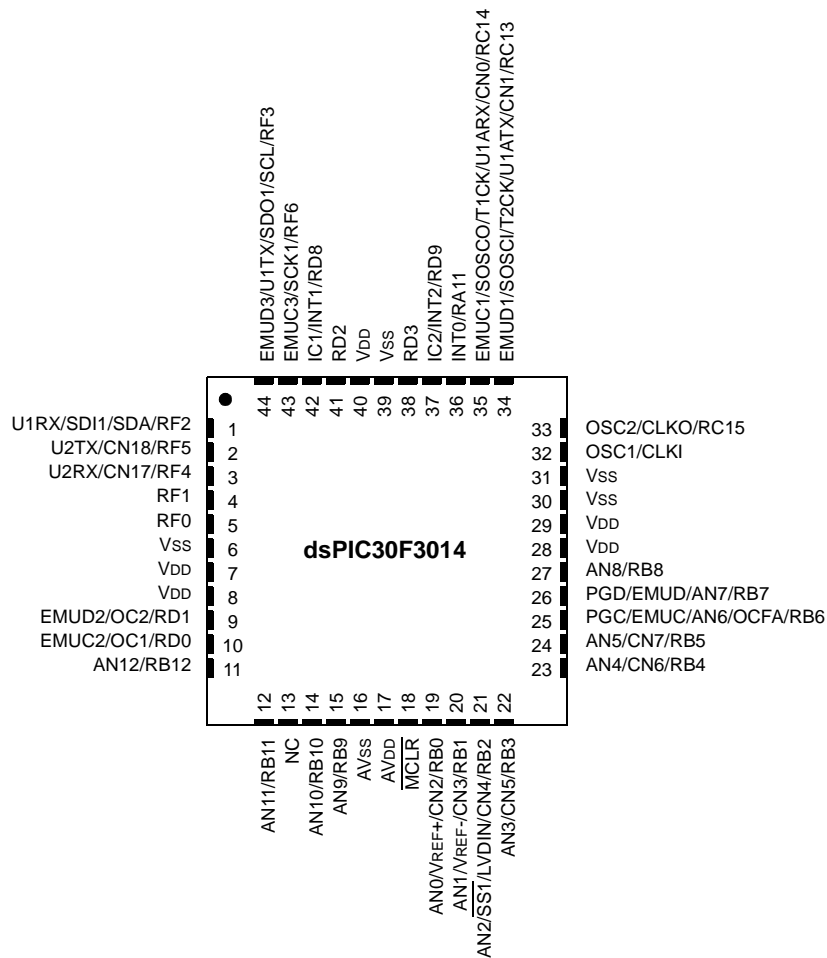 EMUD3/U1TX/SDO1/SCL/RF3
EMUC3/SCK1/RF6
IC1/INT1/RD8
RD2
VDD
VSS
RD3
IC2/INT2/RD9
INT0/RA11
EMUC1/SOSCO/T1CK/U1ARX/CN0/RC14
EMUD1/SOSCI/T2CK/U1ATX/CN1/RC13
44 43 42 41 40 39 38 37 36 35 34
U1RX/SDI1/SDA/RF2 1
U2TX/CN18/RF5 2
U2RX/CN17/RF4 3
RF1 4
RF0 5
VSS 6
VDD 7
VDD 8
EMUD2/OC2/RD1 9
EMUC2/OC1/RD0 10
AN12/RB12 11
dsPIC30F3014
33 OSC2/CLKO/RC15
32 OSC1/CLKI
31 VSS
30 VSS
29 VDD
28 VDD
27 AN8/RB8
26 PGD/EMUD/AN7/RB7
25 PGC/EMUC/AN6/OCFA/RB6
24 AN5/CN7/RB5
23 AN4/CN6/RB4
12 13 14 15 16 17 18 19 20 21 22
AN11/RB11
NC
AN10/RB10
AN9/RB9
AVSS
AVDD
MCLR
AN0/VREF+/CN2/RB0
AN1/VREF-/CN3/RB1
AN2/SS1/LVDIN/CN4/RB2
AN3/CN5/RB3